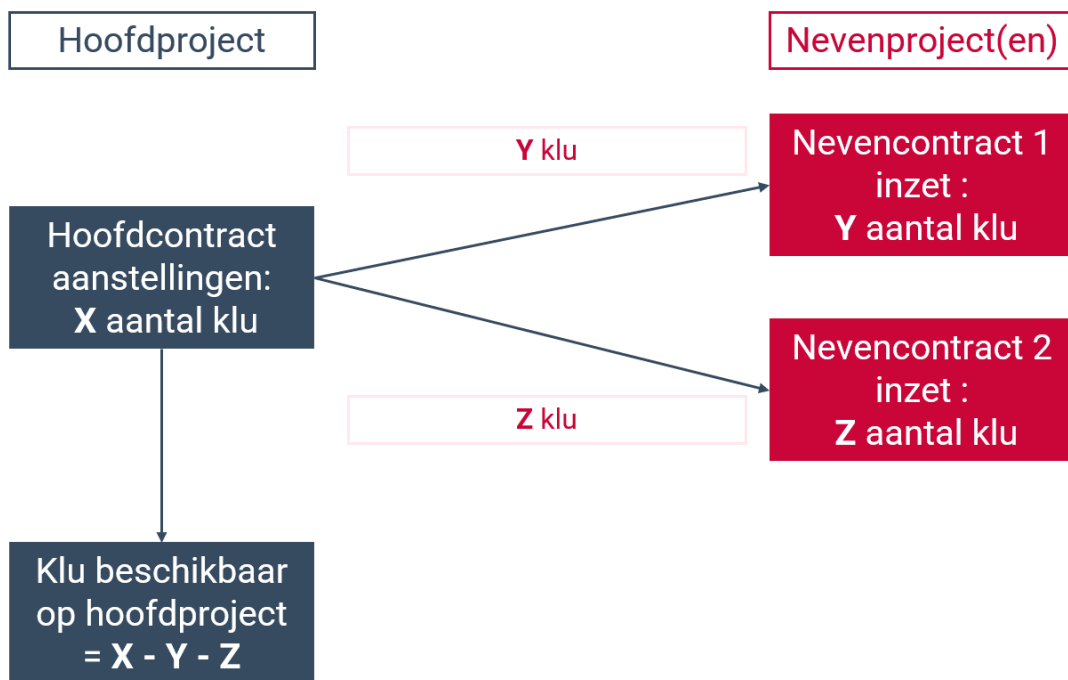 Hoofdproject
Nevenproject(en)
Y klu
Nevencontract 1
inzet :
Y aantal klu
Hoofdcontract
aanstellingen:
X aantal klu
Z klu
Nevencontract 2
inzet :
Z aantal klu
Klu beschikbaar
op hoofdproject
= X - Y - Z